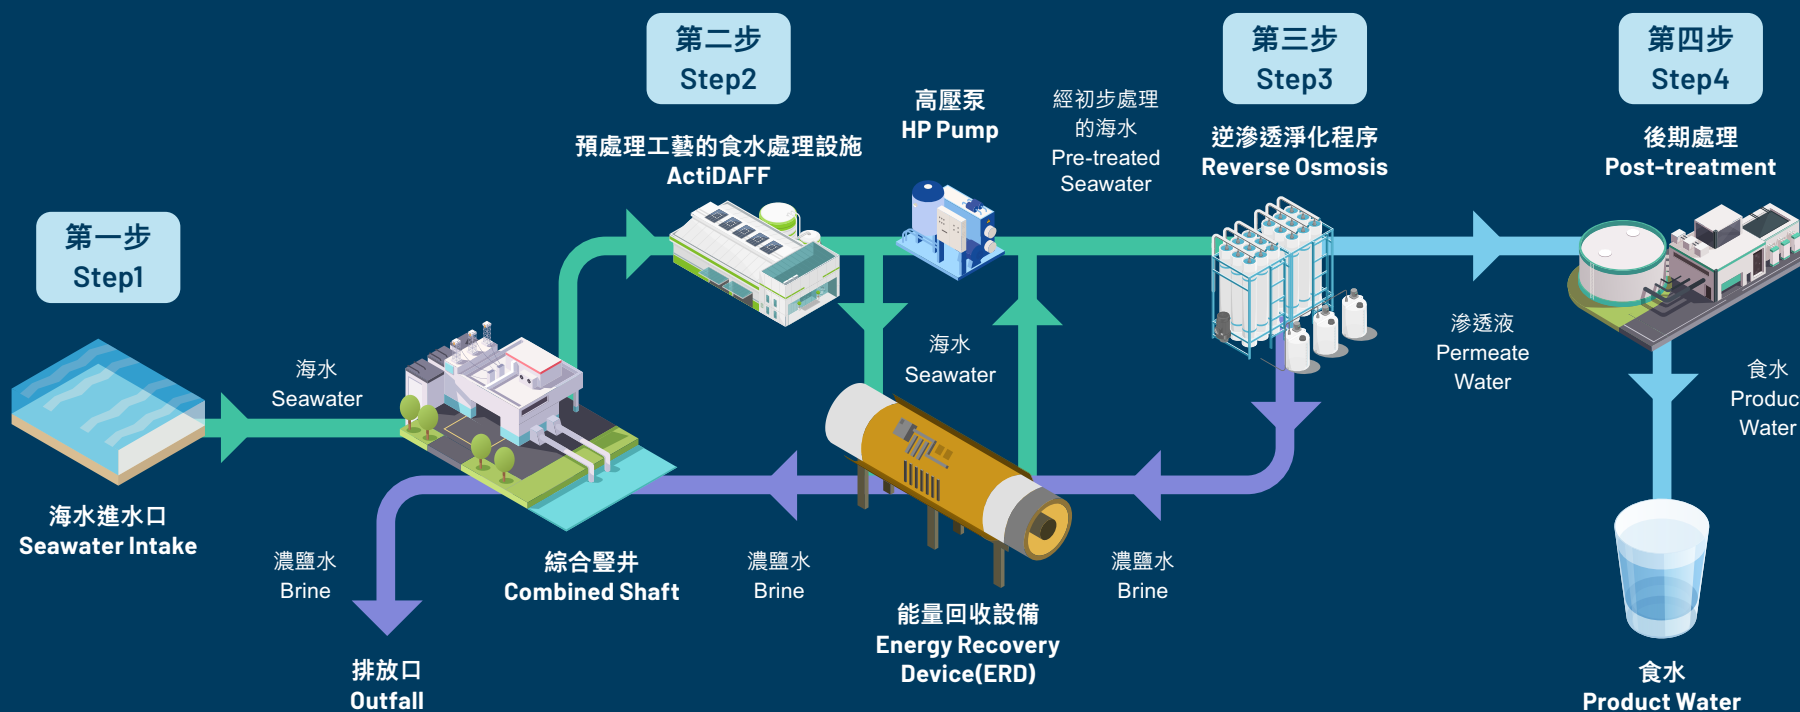 第一步
Step1
海水進水口
Seawater Intake
海水
Seawater
綜合豎井
Combined Shaft
第二步
Step2
預處理工藝的食水處理設施
ActiDAFF
高壓泵
HP Pump
經初步處理
的海水
Pre-treated
Seawater
海水
Seawater
能量回收設備
Energy Recovery
Device(ERD)
第三步
Step3
逆滲透淨化程序
Reverse Osmosis
濃鹽水
Brine
濃鹽水
Brine
濃鹽水
Brine
排放口
Outfall
滲透液
Permeate
Water
第四步
Step4
後期處理
Post-treatment
食水
Produc
Water
食水
Product Water